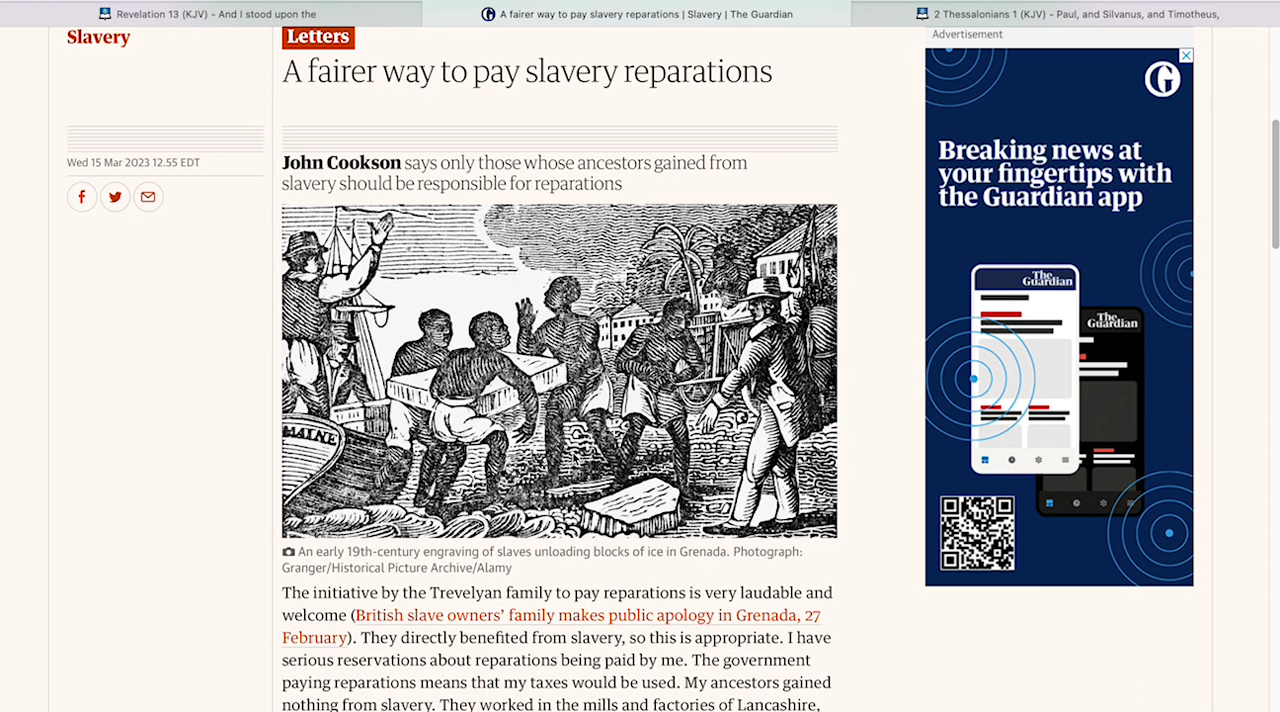 Revelation 13 (KJV) - And I stood upon the
A fairer way to pay slavery reparations | Slavery | The Guardian
2 Thessalonians 1 (KJV) - Paul, and Silvanus, and Timotheus,
Slavery
Letters
A fairer way to pay slavery reparations
Wed 15 Mar 2023 12.55 EDT
John Cookson says only those whose ancestors gained from
slavery should be responsible for reparations
MAINE
An early 19th-century engraving of slaves unloading blocks of ice in Grenada. Photograph:
Granger/Historical Picture Archive/Alamy
The initiative by the Trevelyan family to pay reparations is very laudable and
welcome (British slave owners’ family makes public apology in Grenada, 27
February). They directly benefited from slavery, so this is appropriate. I have
serious reservations about reparations being paid by me. The government
paying reparations means that my taxes would be used. My ancestors gained
nothing from slavery. They worked in the mills and factories of Lancashire,
Advertisement
G
Breaking news at
your fingertips with
the Guardian app
The
Guardian
The
Guardian